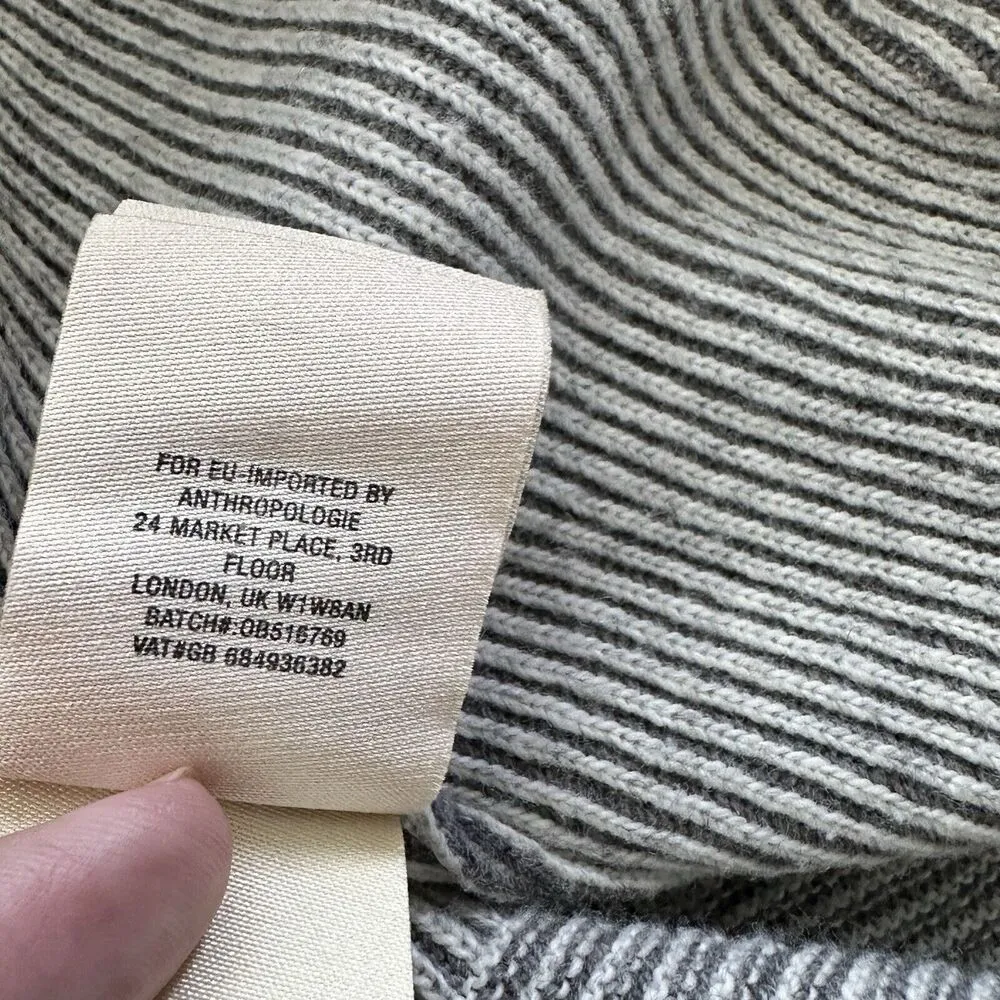 FOR EU-IMPORTED BY
ANTHROPOLOGIE
24 MARKET PLACE, 3RD
FLOOR
LONDON, UK W1W8AN
BATCH#:OB516769
VAT#GB 684936382